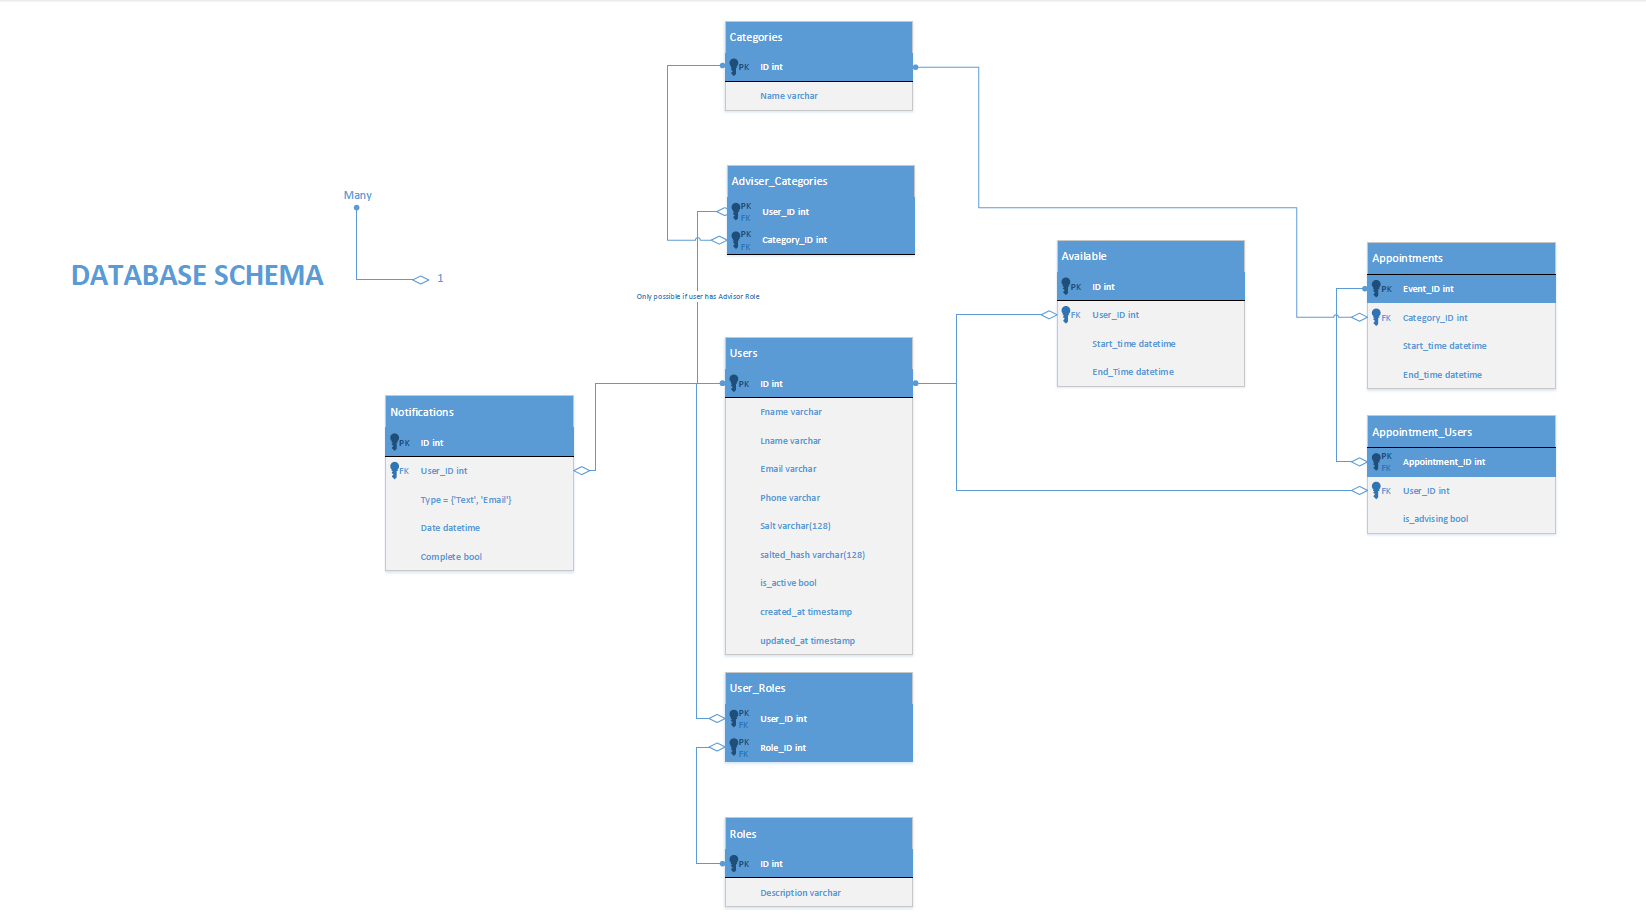 Categories
PK ID int
Name varchar
Adviser_Categories
PK FK User_ID int
PK FK Category_ID int
Many
DATABASE SCHEMA
1
Only possible if user has Advisor Role
Available
PK ID int
FK User_ID int
Start_time datetime
End_Time datetime
Appointments
PK Event_ID int
FK Category_ID int
Start_time datetime
End_time datetime
Users
PK ID int
Fname varchar
Lname varchar
Email varchar
Phone varchar
Salt varchar(128)
salted_hash varchar(128)
is_active bool
created_at timestamp
updated_at timestamp
Notifications
PK ID int
FK User_ID int
Type = {'Text', 'Email'}
Date datetime
Complete bool
Appointment_Users
PK FK Appointment_ID int
FK User_ID int
is_advising bool
User_Roles
PK FK User_ID int
PK FK Role_ID int
Roles
PK ID int
Description varchar